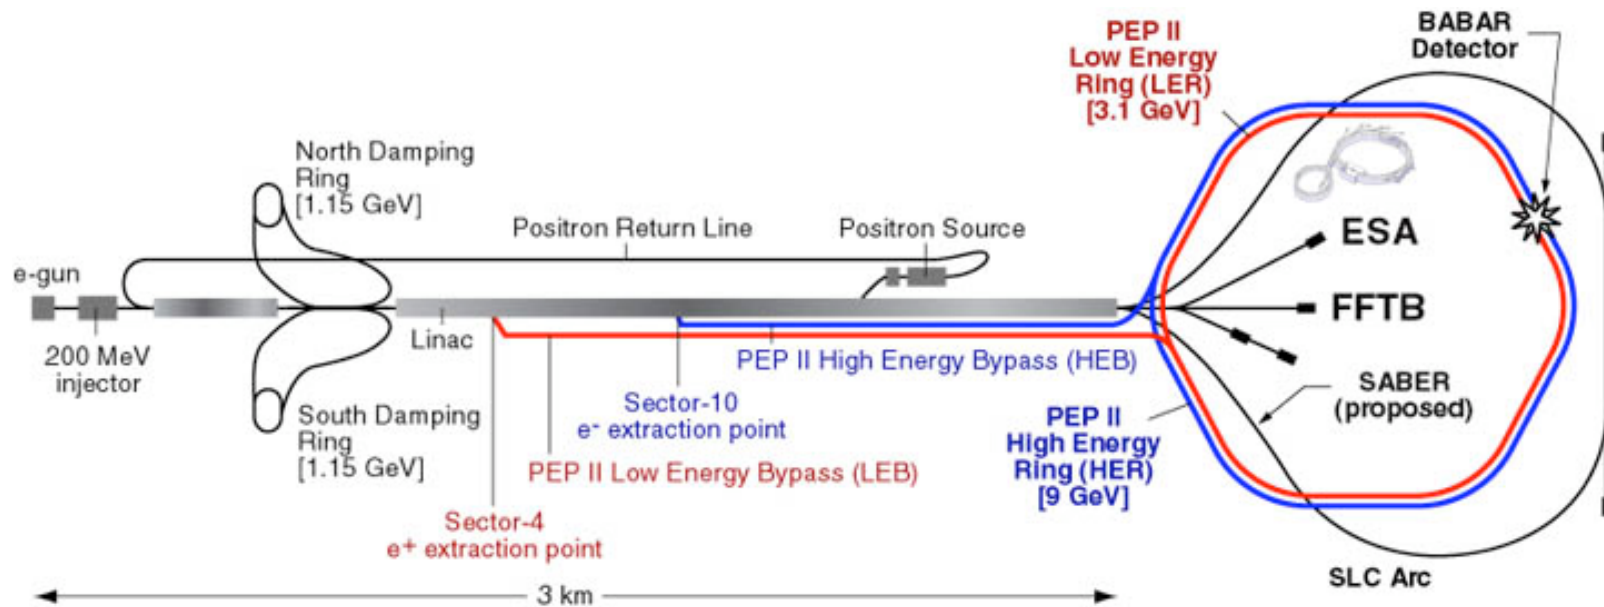 PEP II
Low Energy
Ring (LER)
[3.1 GeV]
BABAR
Detector
North Damping
Ring
[1.15 GeV]
Positron Return Line
Positron Source
ESA
e-gun
FFTB
200 MeV
injector
Linac
PEP II High Energy Bypass (HEB)
Sector-10
e- extraction point
SABER
(proposed)
South Damping
Ring
[1.15 GeV]
PEP II Low Energy Bypass (LEB)
PEP II
High Energy
Ring (HER)
[9 GeV]
Sector-4
e+ extraction point
SLC Arc
3 km